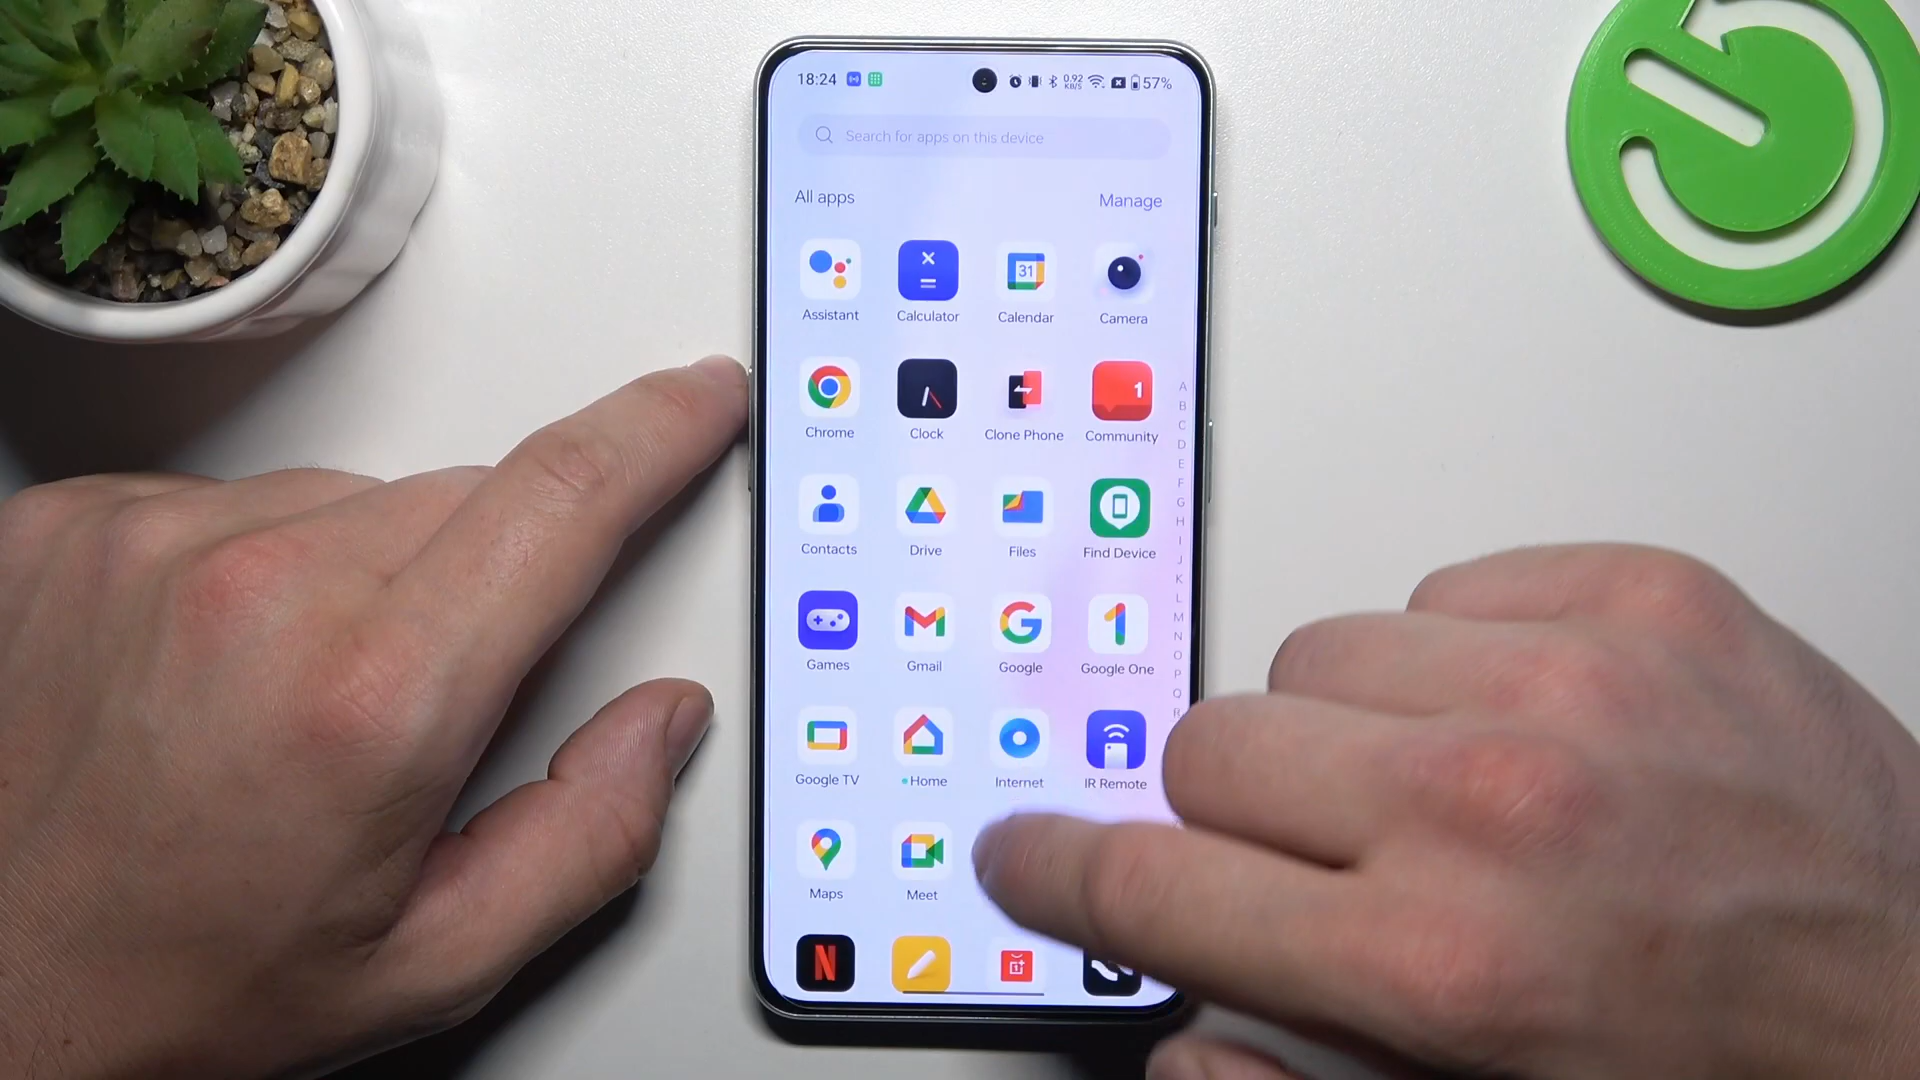 18:24 0.92 KB/S 57%
Search for apps on this device
All apps Manage
31
Assistant Calculator Calendar Camera
1
Chrome Clock Clone Phone Community
Contacts Drive Files Find Device
Games Gmail Google Google One
Google TV Home Internet IR Remote
Maps Meet
N
A
B
C
D
E
F
G
H
I
J
K
L
M
N
O
P
Q
R